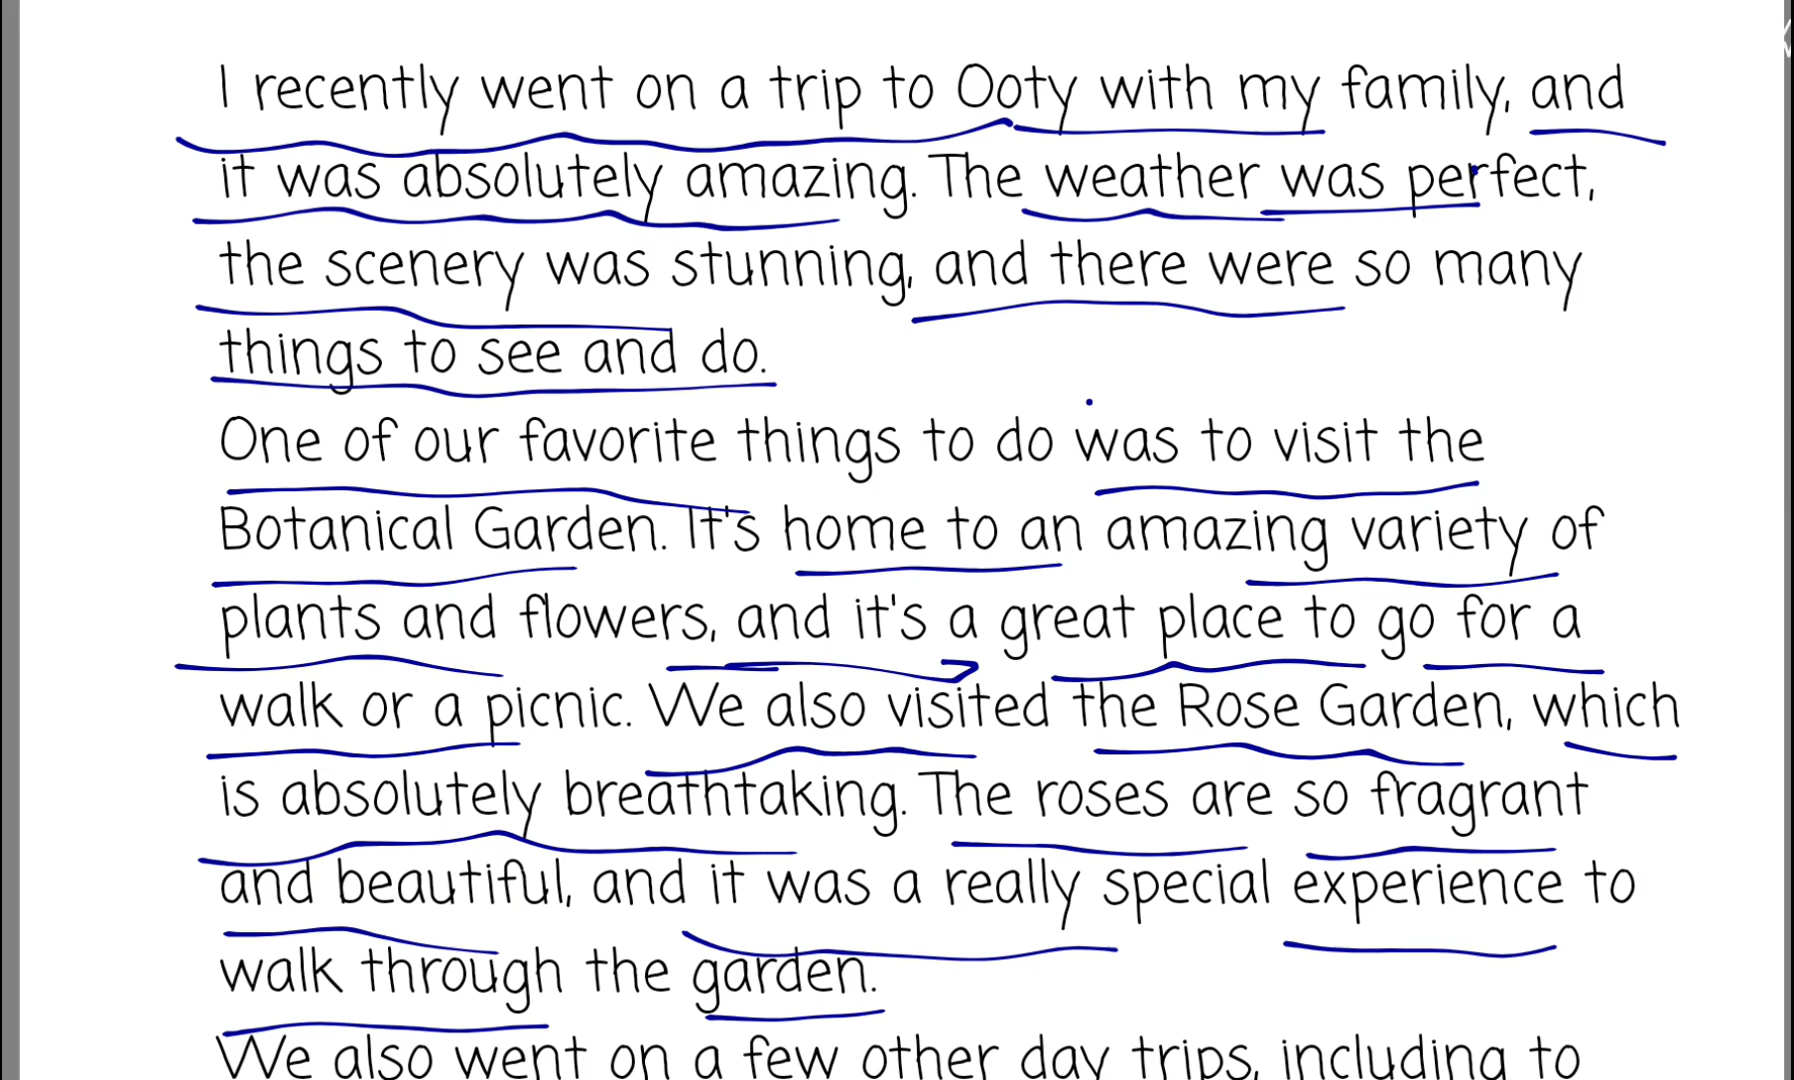 I recently went on a trip to Ooty with my family, and
it was absolutely amazing. The weather was perfect,
the scenery was stunning, and there were so many
things to see and do.
One of our favorite things to do was to visit the
Botanical Garden. It's home to an amazing variety of
plants and flowers, and it's a great place to go for a
walk or a picnic. We also visited the Rose Garden, which
is absolutely breathtaking. The roses are so fragrant
and beautiful, and it was a really special experience to
walk through the garden.
We also went on a few other day trips, including to